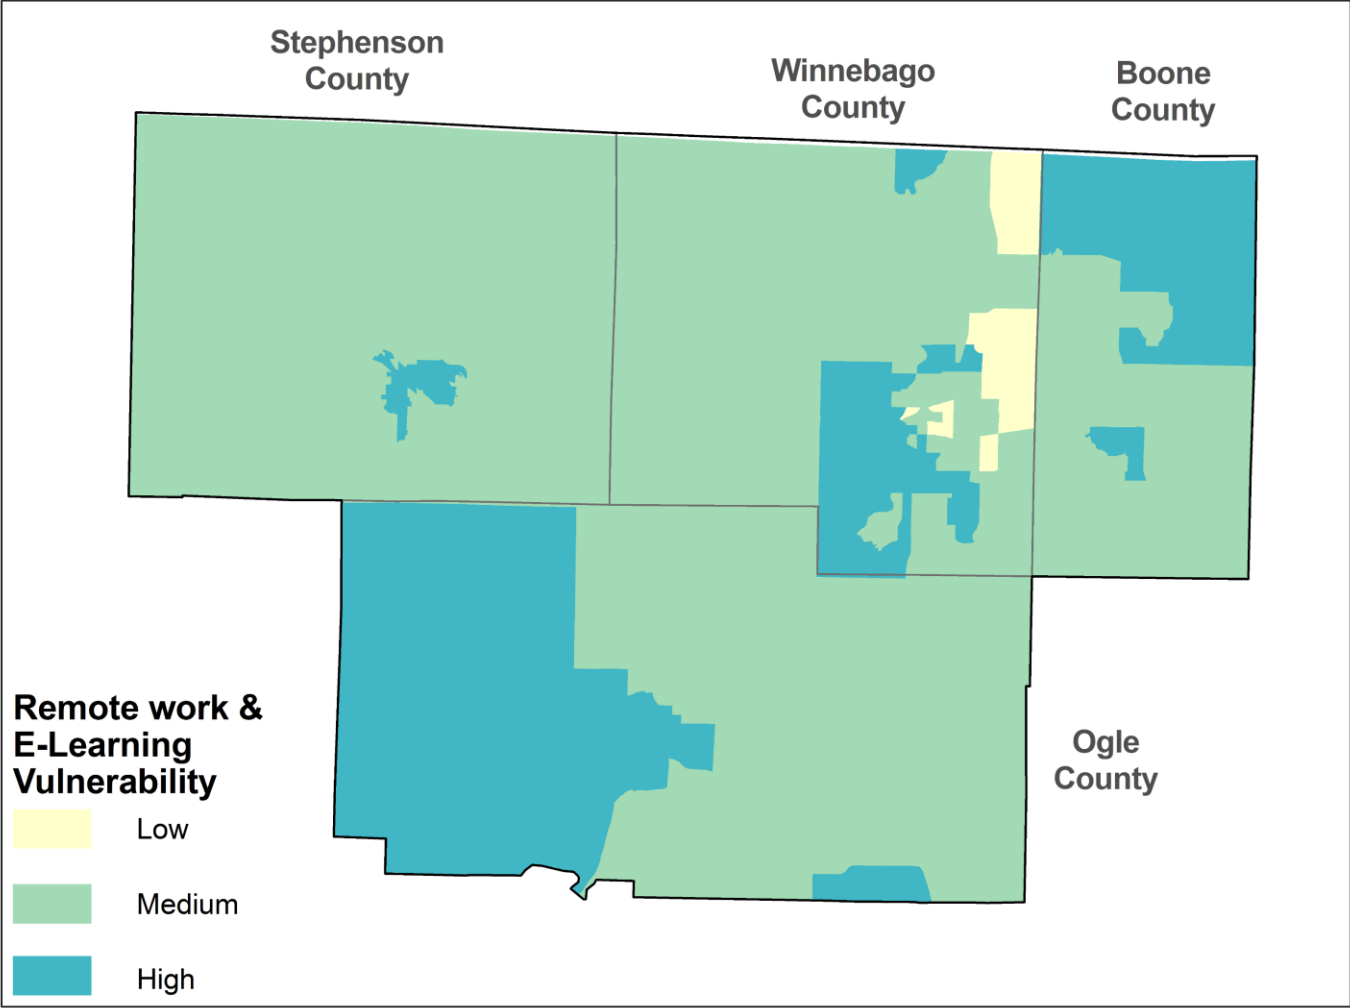 Stephenson
County
Winnebago
County
Boone
County
Ogle
County
Remote work &
E-Learning
Vulnerability
Low
Medium
High